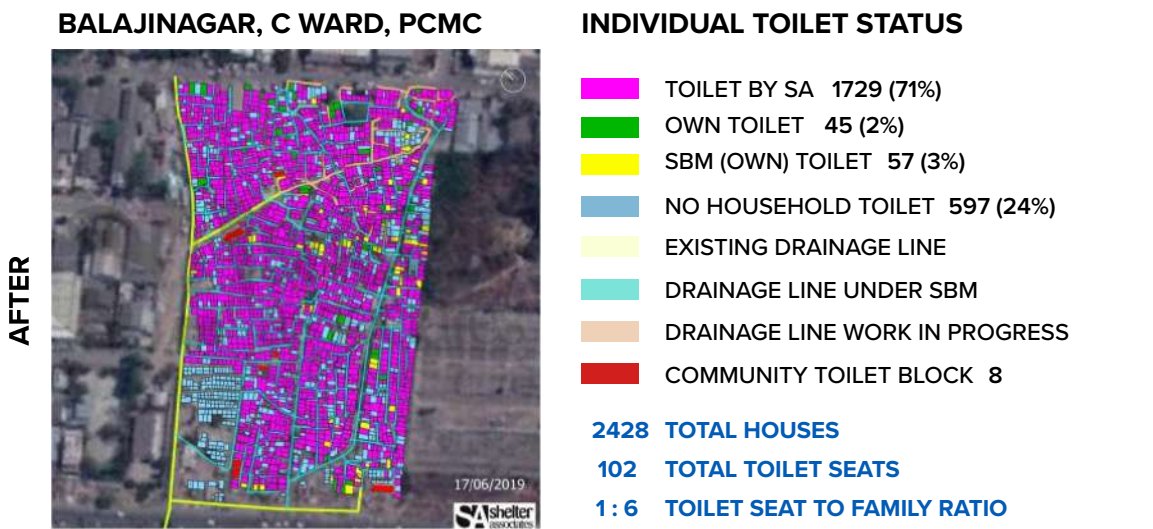 BALAJINAGAR, C WARD, PCMC
INDIVIDUAL TOILET STATUS
AFTER
17/06/2019
SA shelter
associates
TOILET BY SA 1729 (71%)
OWN TOILET 45 (2%)
SBM (OWN) TOILET 57 (3%)
NO HOUSEHOLD TOILET 597 (24%)
EXISTING DRAINAGE LINE
DRAINAGE LINE UNDER SBM
DRAINAGE LINE WORK IN PROGRESS
COMMUNITY TOILET BLOCK 8
2428 TOTAL HOUSES
102 TOTAL TOILET SEATS
1 : 6 TOILET SEAT TO FAMILY RATIO